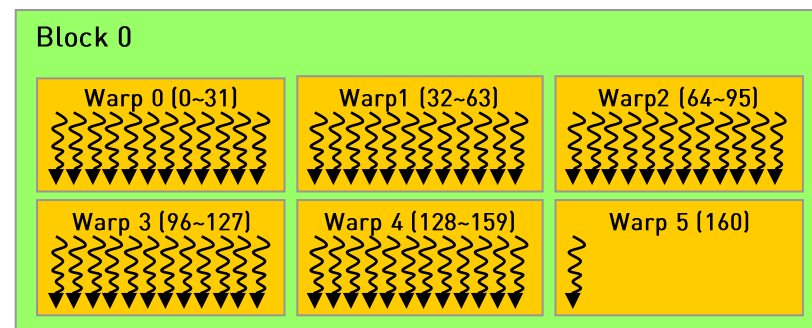 Block 0
Warp 0 (0~31)
Warp1 (32~63)
Warp2 (64~95)
Warp 3 (96~127)
Warp 4 (128~159)
Warp 5 (160)